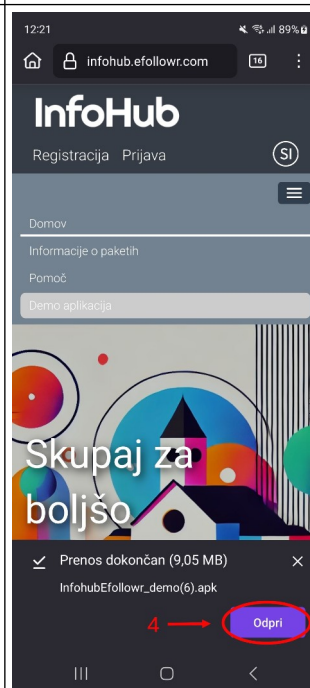 12:21
89%
infohub.efollowr.com
16
InfoHub
Registracija Prijava
SI
Domov
Informacije o paketih
Pomoč
Demo aplikacija
Skupaj za
boljšo
Prenos dokončan (9,05 MB)
InfohubEfollowr_demo(6).apk
4
Odpri